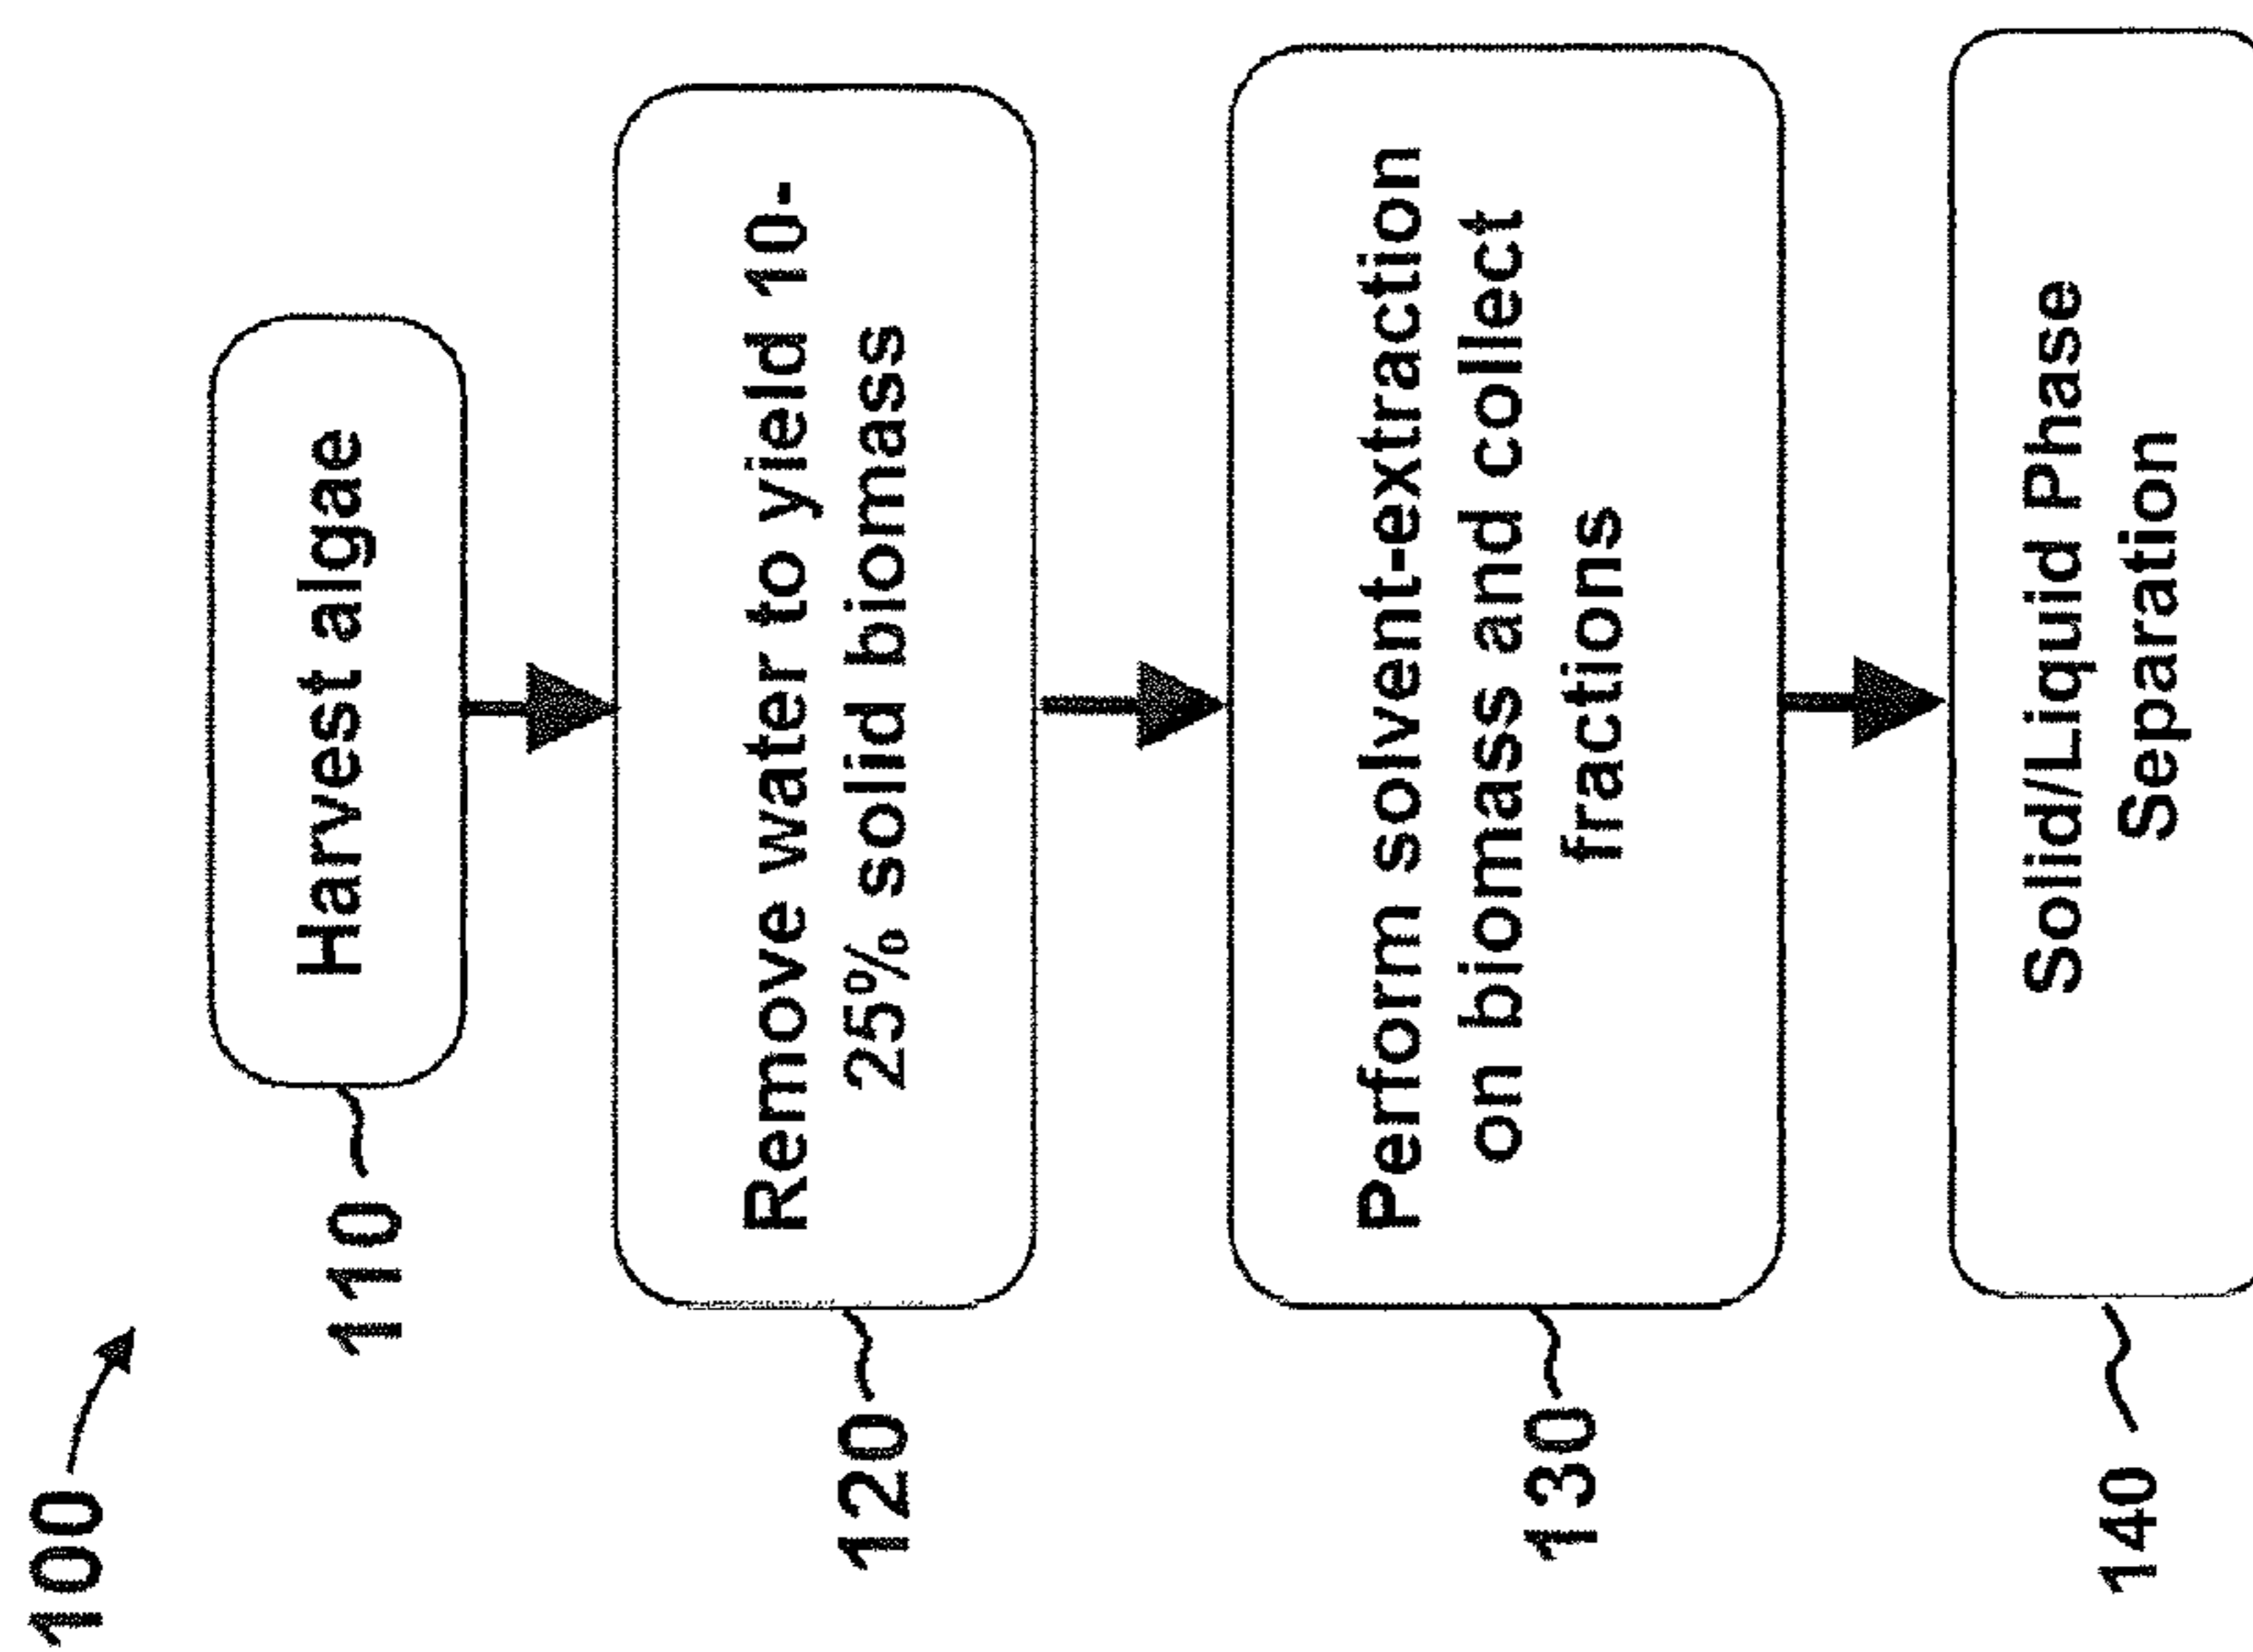 100
110
Harvest algae
120
Remove water to yield 10-
25% solid biomass
130
Perform solvent-extraction
on biomass and collect
fractions
140
Solid/Liquid Phase
Separation